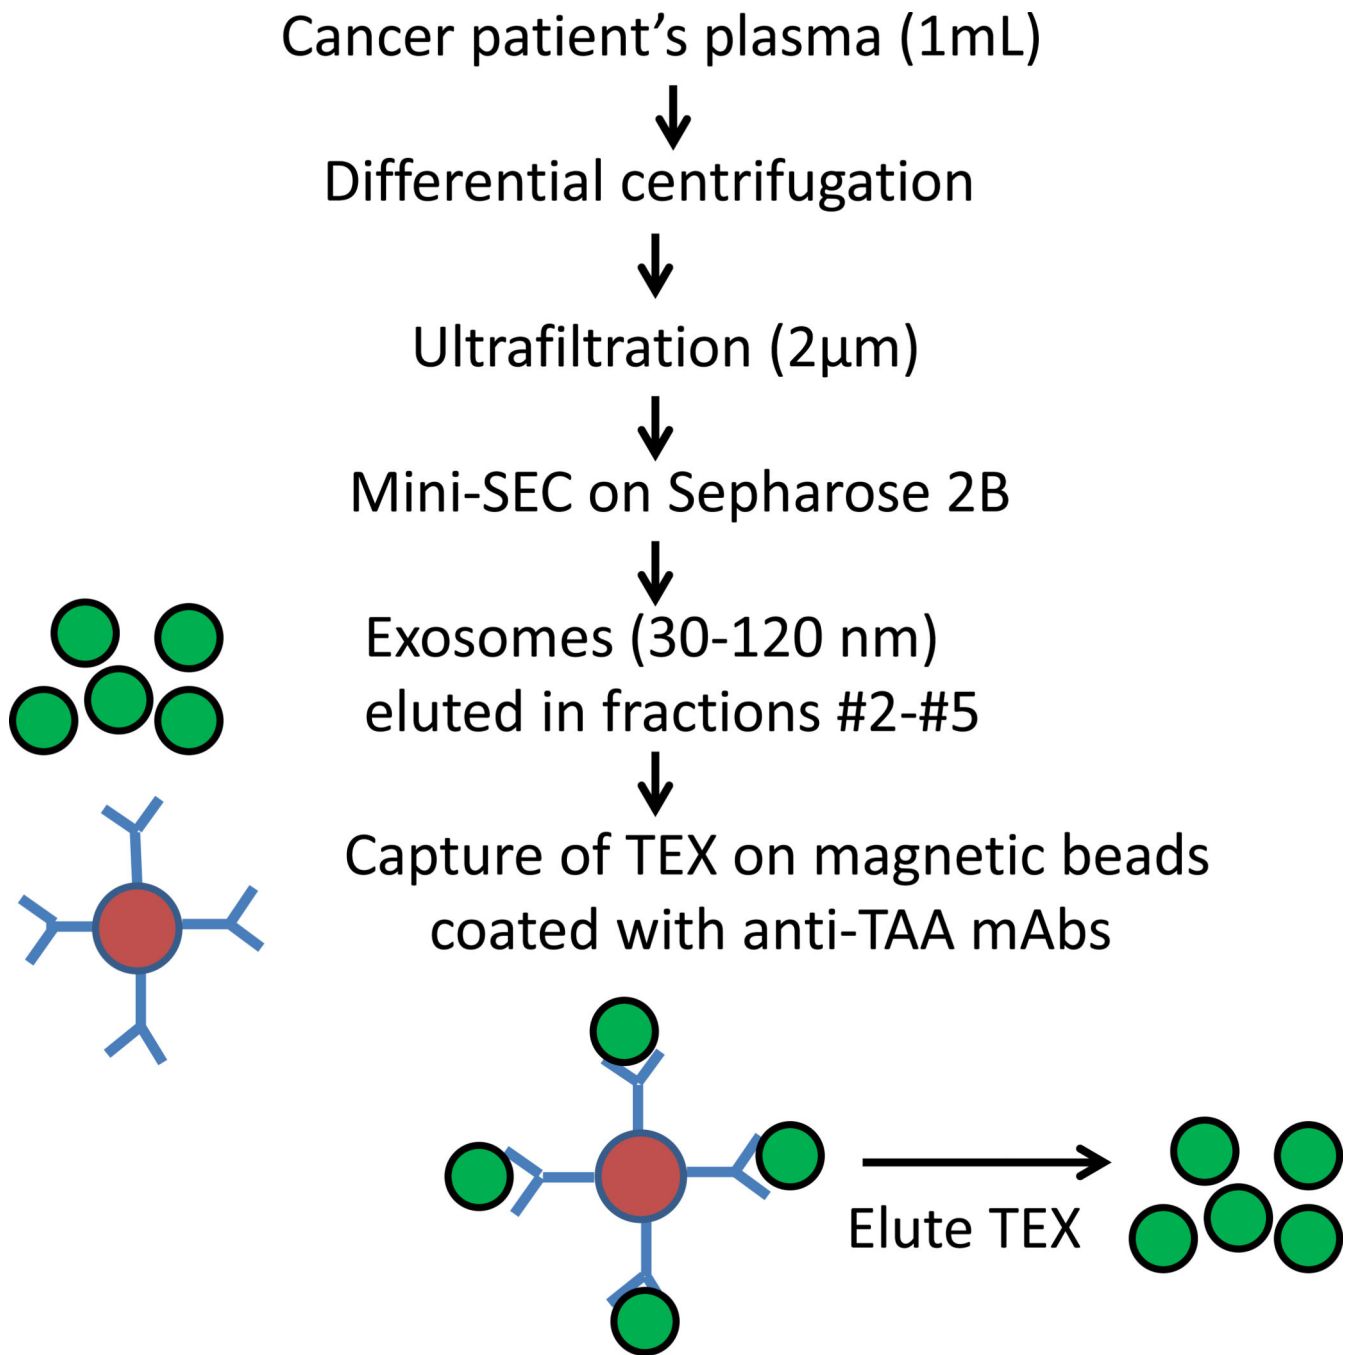 Cancer patient’s plasma (1mL)
Differential centrifugation
Ultrafiltration (2µm)
Mini-SEC on Sepharose 2B
Exosomes (30-120 nm)
eluted in fractions #2-#5
Capture of TEX on magnetic beads
coated with anti-TAA mAbs
Elute TEX